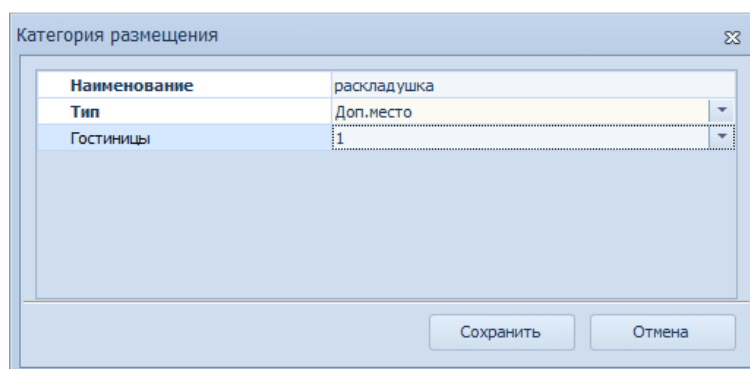 Категория размещения
Наименование раскладушка
Тип Доп.место
Гостиницы 1
Сохранить Отмена